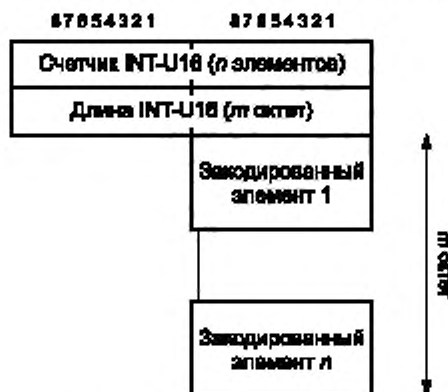 87654321 87654321
Счетчик INT-U16 (n элементов)
Длина INT-U16 (m октет)
Закодированный
элемент 1
m октет
Закодированный
элемент n